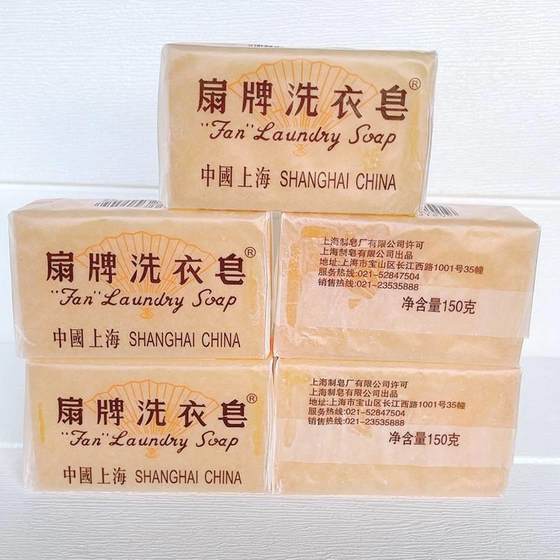 扇牌洗衣皂®
"Fan" Laundry Soap
中國上海 SHANGHAI CHINA
扇牌洗衣皂®
"Fan" Laundry Soap
中國上海 SHANGHAI CHINA
上海制皂厂有限公司许可
上海制皂有限公司出品
地址:上海市宝山区长江西路1001号35幢
服务热线:021-52847504
销售热线:021-23535888
净含量150克
扇牌洗衣皂®
"Fan" Laundry Soap
中國上海 SHANGHAI CHINA
上海制皂厂有限公司许可
上海制皂有限公司出品
地址:上海市宝山区长江西路1001号35幢
服务热线:021-52847504
销售热线:021-23535888
净含量150克